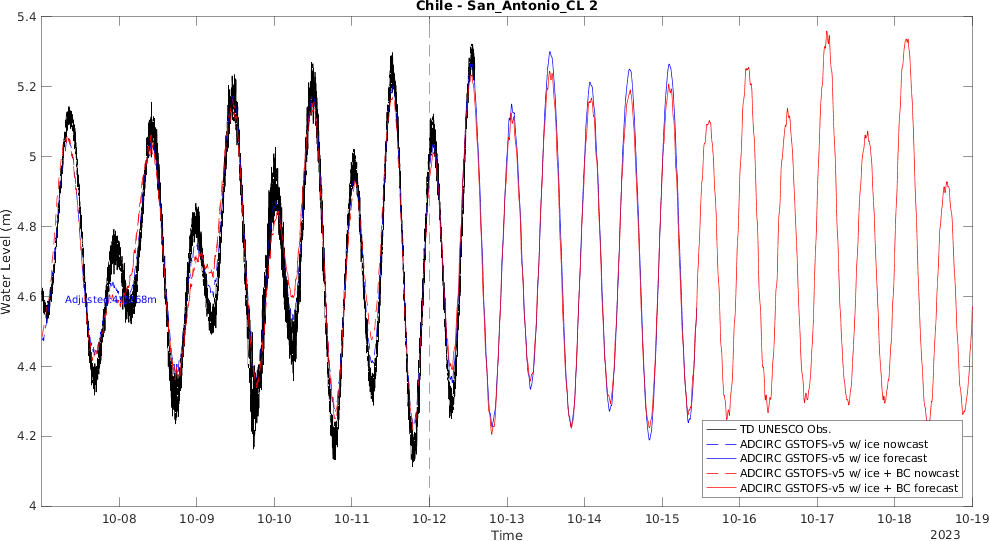 Chile - San_Antonio_CL 2
5.4
5.2
5
4.8
4.6
4.4
4.2
4
Water Level (m)
TD UNESCO Obs.
ADCIRC GSTOFS-v5 w/ ice nowcast
ADCIRC GSTOFS-v5 w/ ice forecast
ADCIRC GSTOFS-v5 w/ ice + BC nowcast
ADCIRC GSTOFS-v5 w/ ice + BC forecast
10-08 10-09 10-10 10-11 10-12 10-13 10-14 10-15 10-16 10-17 10-18 10-19
Time
2023